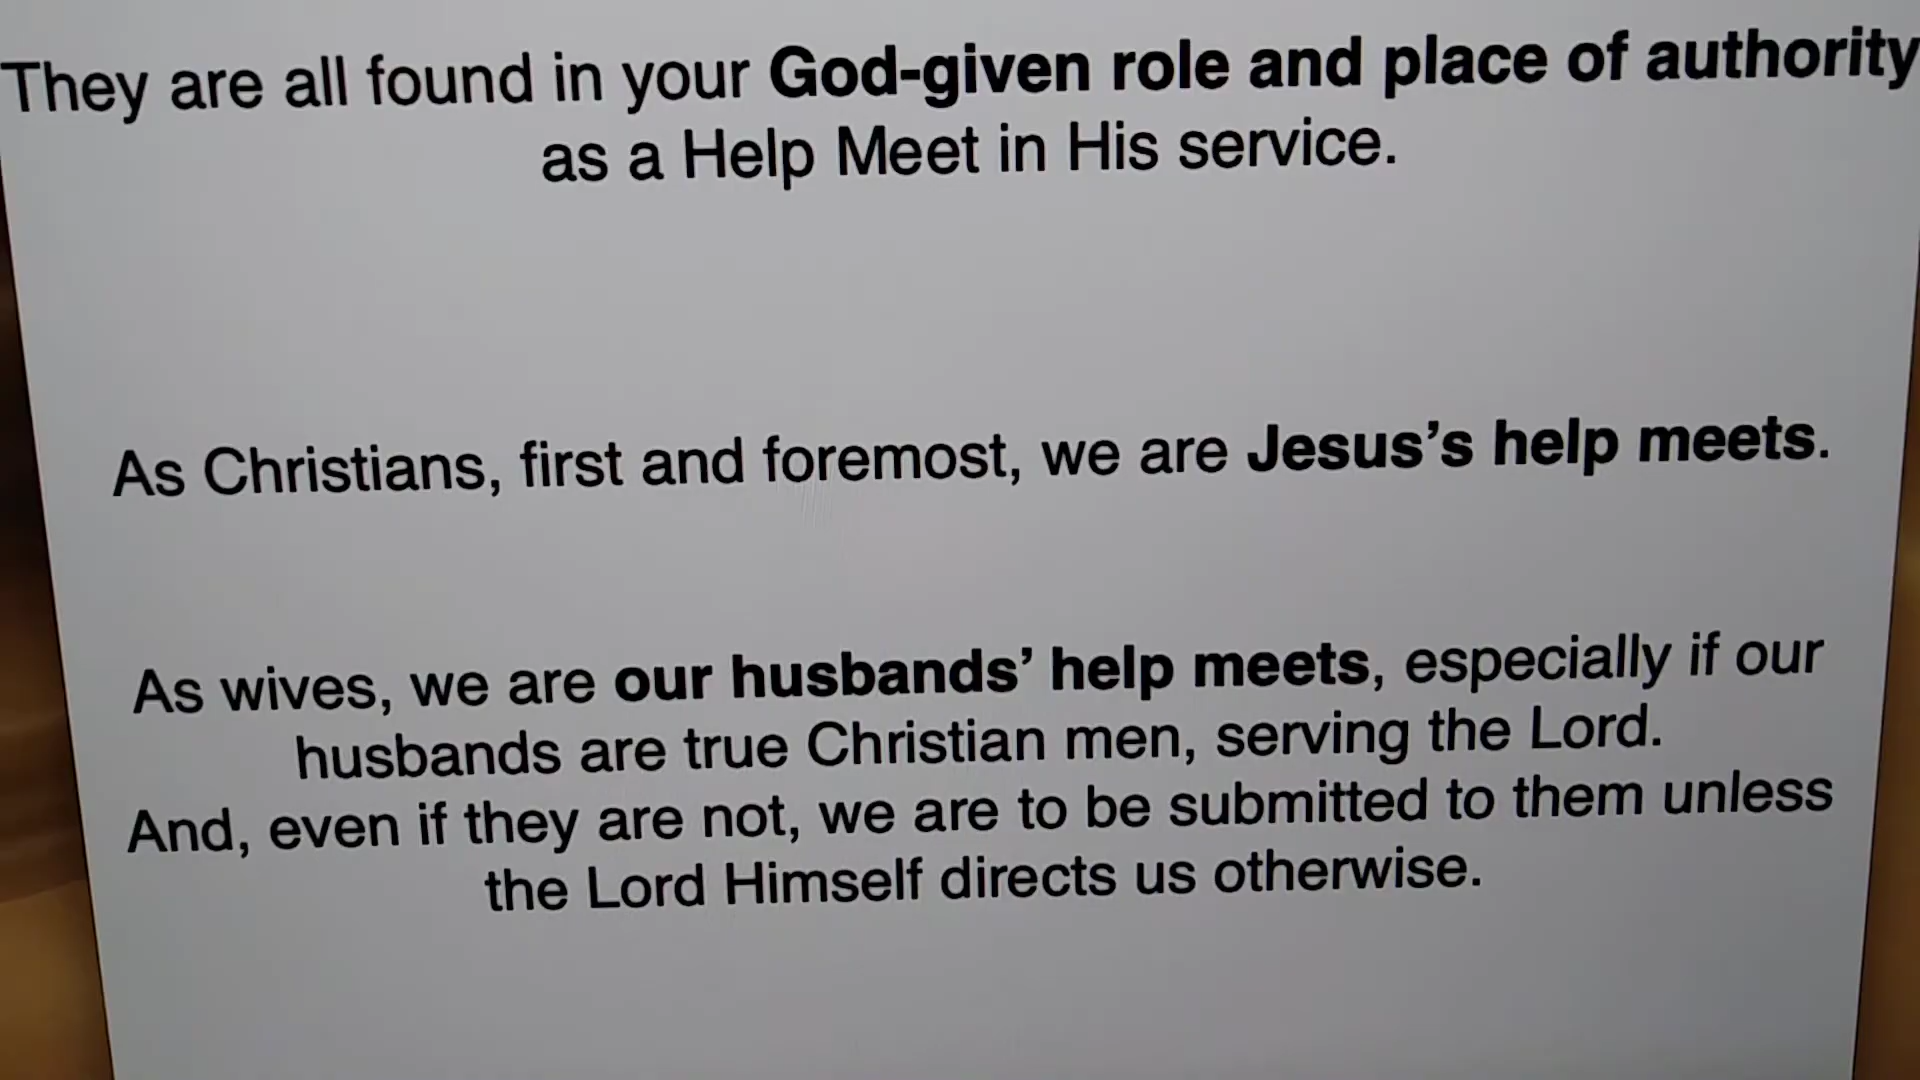 They are all found in your God-given role and place of authority
as a Help Meet in His service.
As Christians, first and foremost, we are Jesus’s help meets.
As wives, we are our husbands’ help meets, especially if our
husbands are true Christian men, serving the Lord.
And, even if they are not, we are to be submitted to them unless
the Lord Himself directs us otherwise.